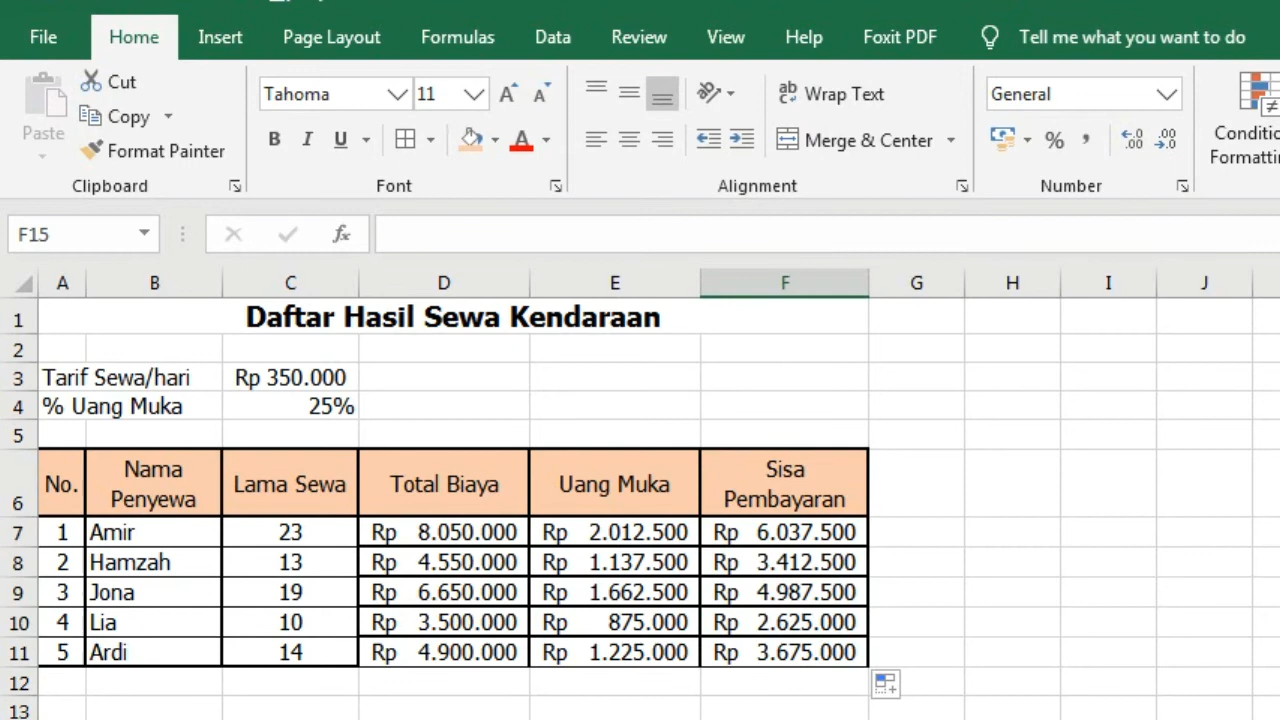 File Home Insert Page Layout Formulas Data Review View Help Foxit PDF Tell me what you want to do
Cut
Copy
Format Painter
Paste
Clipboard
Tahoma 11
A A
B I U A
Font
ab Wrap Text
Merge & Center
Alignment
General
% ,
Number
F15 fx
A B C D E F G H I J
1 Daftar Hasil Sewa Kendaraan
2
3 Tarif Sewa/hari Rp 350.000
4 % Uang Muka 25%
5
6 No. Nama Penyewa Lama Sewa Total Biaya Uang Muka Sisa Pembayaran
7 1 Amir 23 Rp 8.050.000 Rp 2.012.500 Rp 6.037.500
8 2 Hamzah 13 Rp 4.550.000 Rp 1.137.500 Rp 3.412.500
9 3 Jona 19 Rp 6.650.000 Rp 1.662.500 Rp 4.987.500
10 4 Lia 10 Rp 3.500.000 Rp 875.000 Rp 2.625.000
11 5 Ardi 14 Rp 4.900.000 Rp 1.225.000 Rp 3.675.000
12
13